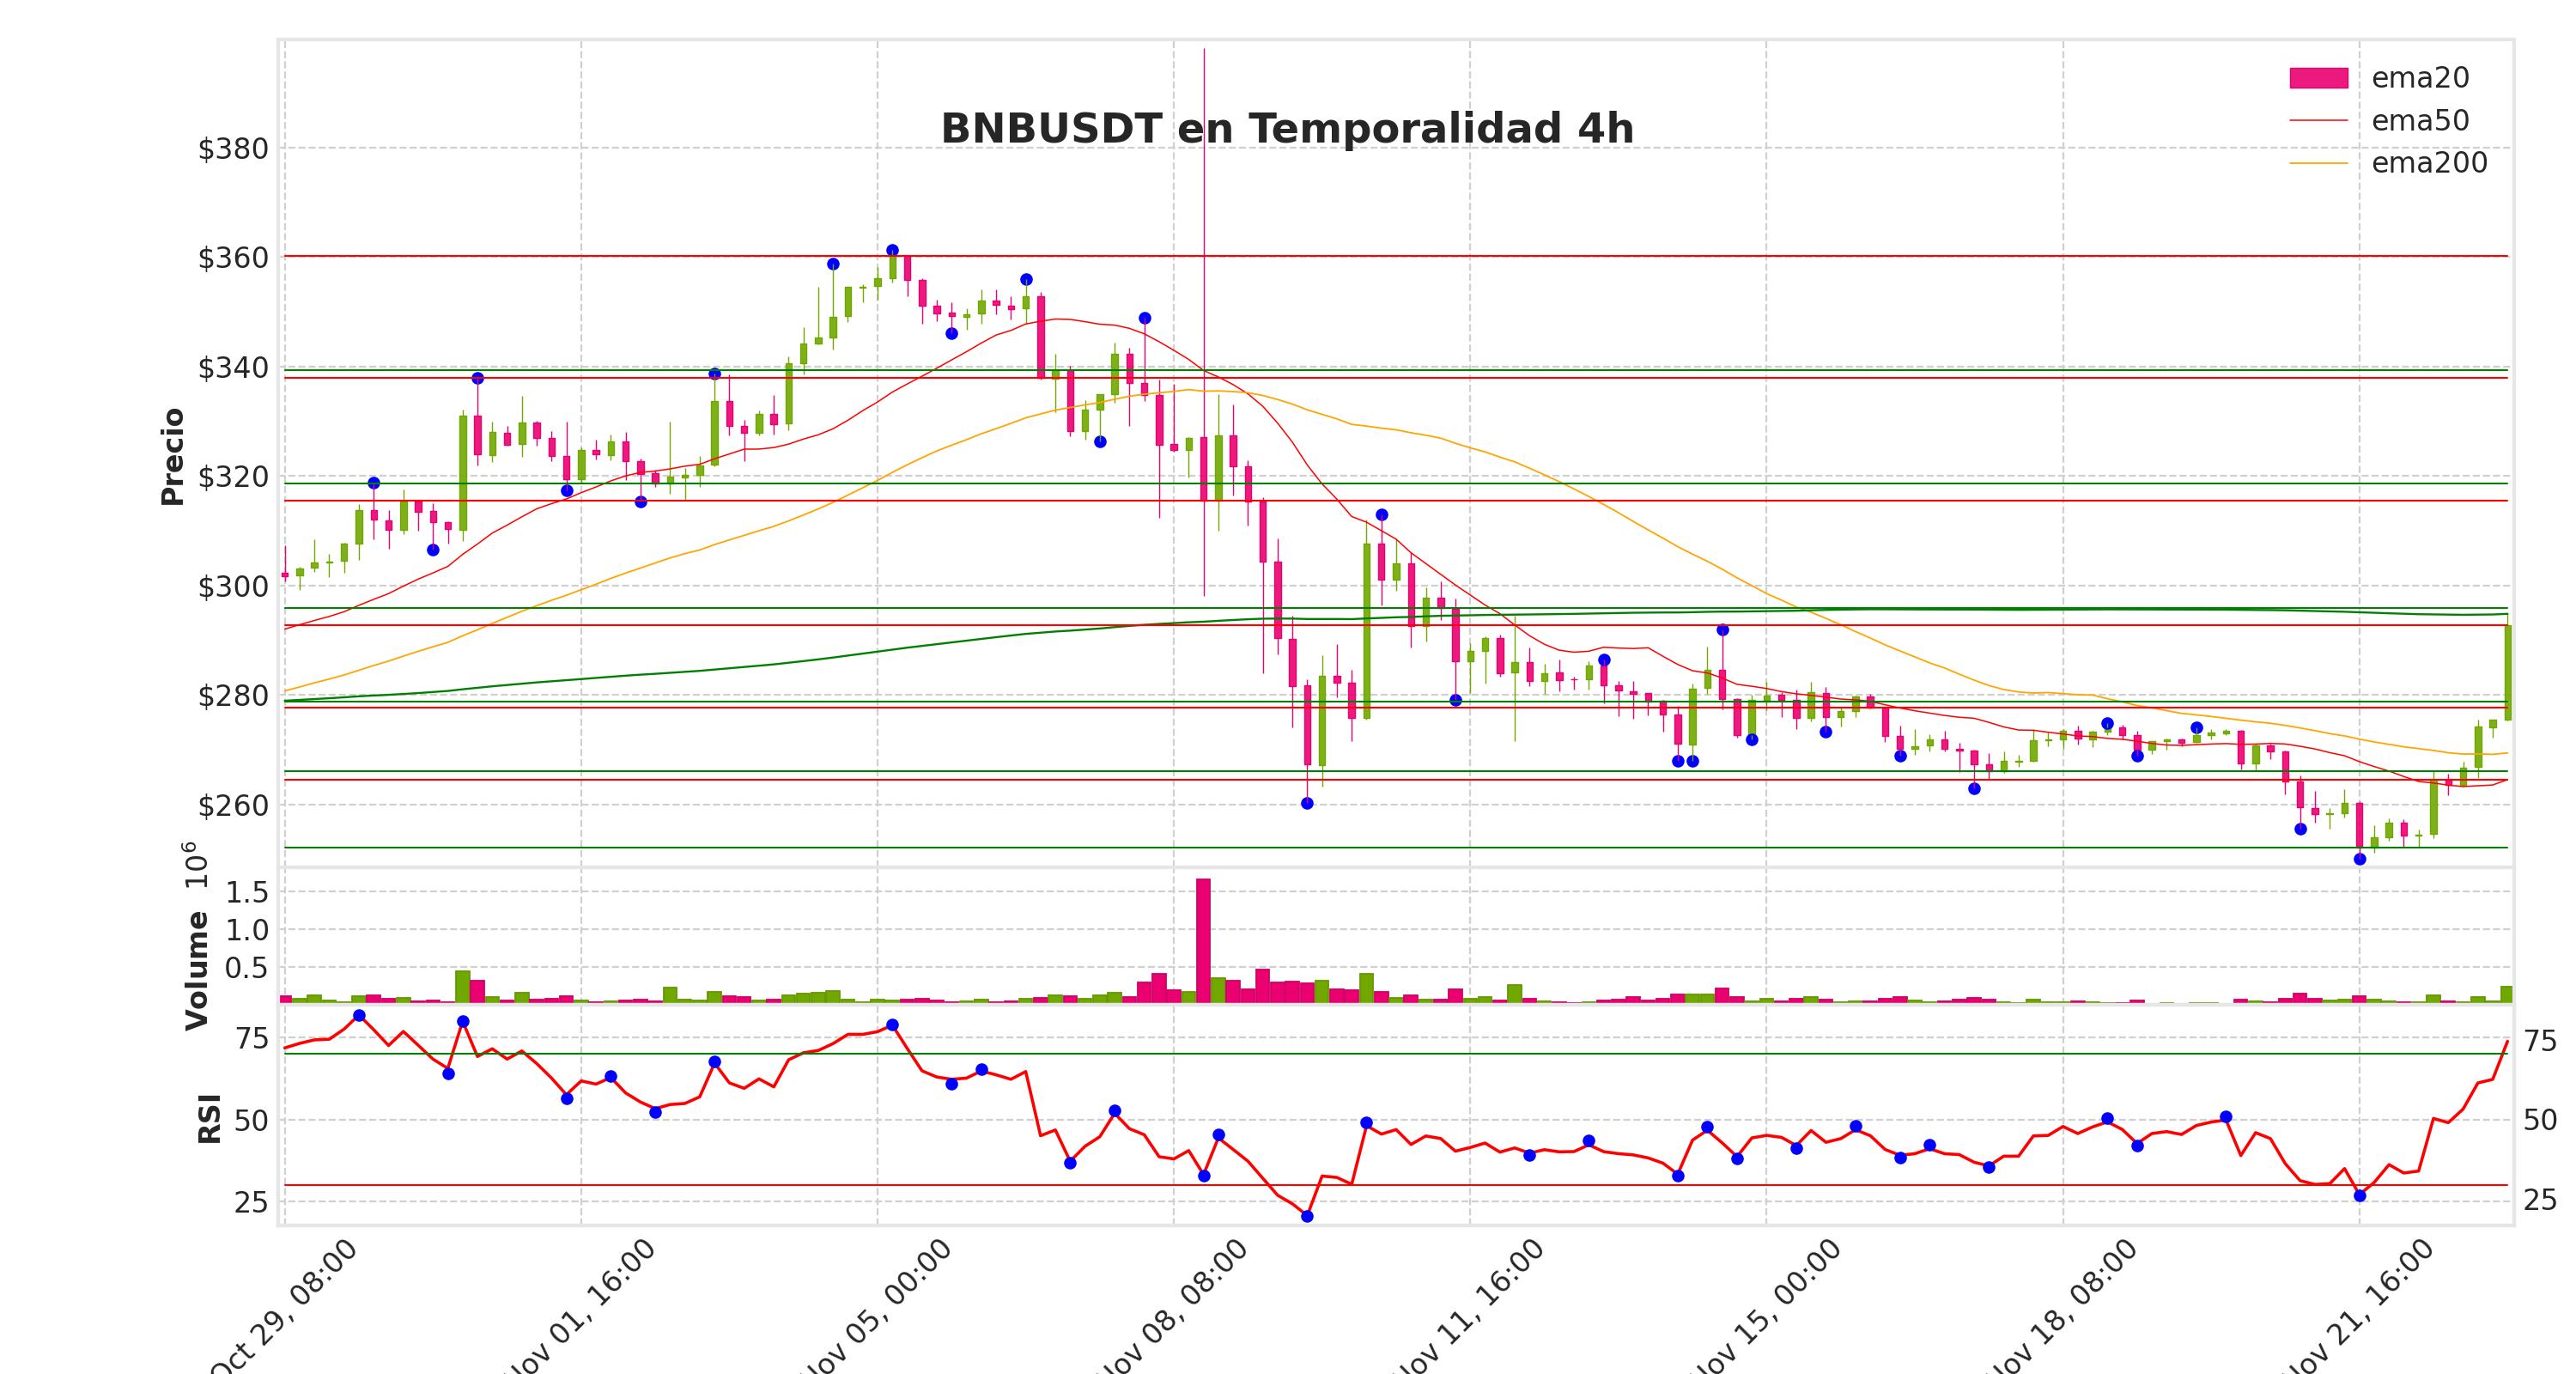 BNBUSDT en Temporalidad 4h
ema20
ema50
ema200
Precio
$380
$360
$340
$320
$300
$280
$260
Volume 10⁶
1.5
1.0
0.5
RSI
75
50
25
75
50
25
Oct 29, 08:00
Nov 01, 16:00
Nov 05, 00:00
Nov 08, 08:00
Nov 11, 16:00
Nov 15, 00:00
Nov 18, 08:00
Nov 21, 16:00